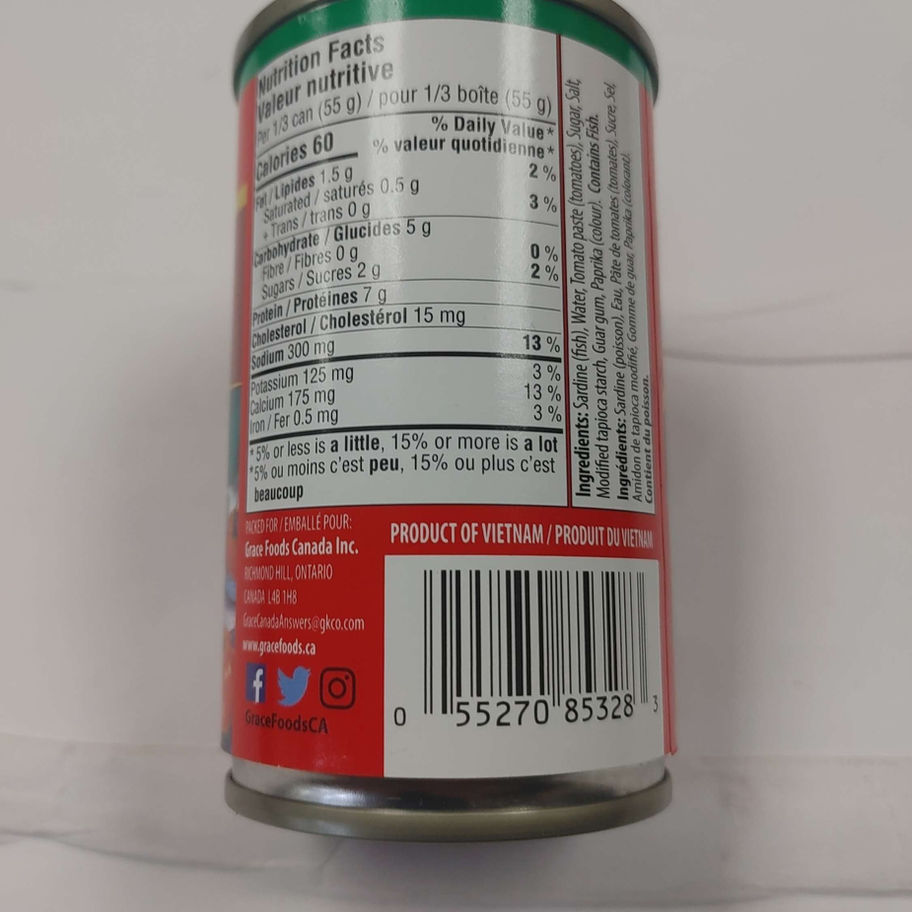 Nutrition Facts
Valeur nutritive
Per 1/3 can (55 g) / pour 1/3 boîte (55 g)
% Daily Value*
Calories 60 % valeur quotidienne*
Fat / Lipides 1.5 g 2 %
Saturated / saturés 0.5 g
+ Trans / trans 0 g 3 %
Carbohydrate / Glucides 5 g
Fibre / Fibres 0 g 0 %
Sugars / Sucres 2 g 2 %
Protein / Protéines 7 g
Cholesterol / Cholestérol 15 mg
Sodium 300 mg 13 %
Potassium 125 mg 3 %
Calcium 175 mg 13 %
Iron / Fer 0.5 mg 3 %
*5% or less is a little, 15% or more is a lot
*5% ou moins c'est peu, 15% ou plus c'est
beaucoup
Ingredients: Sardine (fish), Water, Tomato paste (tomatoes), Sugar, Salt,
Modified tapioca starch, Guar gum, Paprika (colour). Contains Fish.
Ingrédients: Sardine (poisson), Eau, Pâte de tomates (tomates), Sucre, Sel,
Amidon de tapioca modifié, Gomme de guar, Paprika (colorant).
Contient du poisson.
PACKED FOR / EMBALLÉ POUR:
Grace Foods Canada Inc.
RICHMOND HILL, ONTARIO
CANADA L4B 1H8
GraceCanadaAnswers@gkco.com
www.gracefoods.ca
GraceFoodsCA
PRODUCT OF VIETNAM / PRODUIT DU VIETNAM
0 55270 85328 3